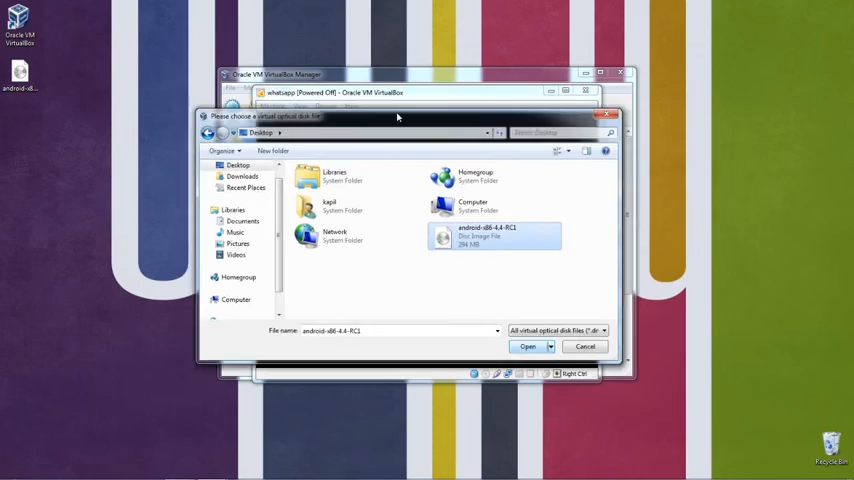 Oracle VM
VirtualBox
android-x8...
Oracle VM VirtualBox Manager
whatsapp [Powered Off] - Oracle VM VirtualBox
Please choose a virtual optical disk file
Desktop
Search Desktop
Organize
New folder
Desktop
Downloads
Recent Places
Libraries
Documents
Music
Pictures
Videos
Homegroup
Computer
Libraries
System Folder
Homegroup
System Folder
kapil
System Folder
Computer
System Folder
Network
System Folder
android-x86-4.4-RC1
Disc Image File
294 MB
File name: android-x86-4.4-RC1
All virtual optical disk files (*.dr
Open
Cancel
Right Ctrl
Recycle Bin